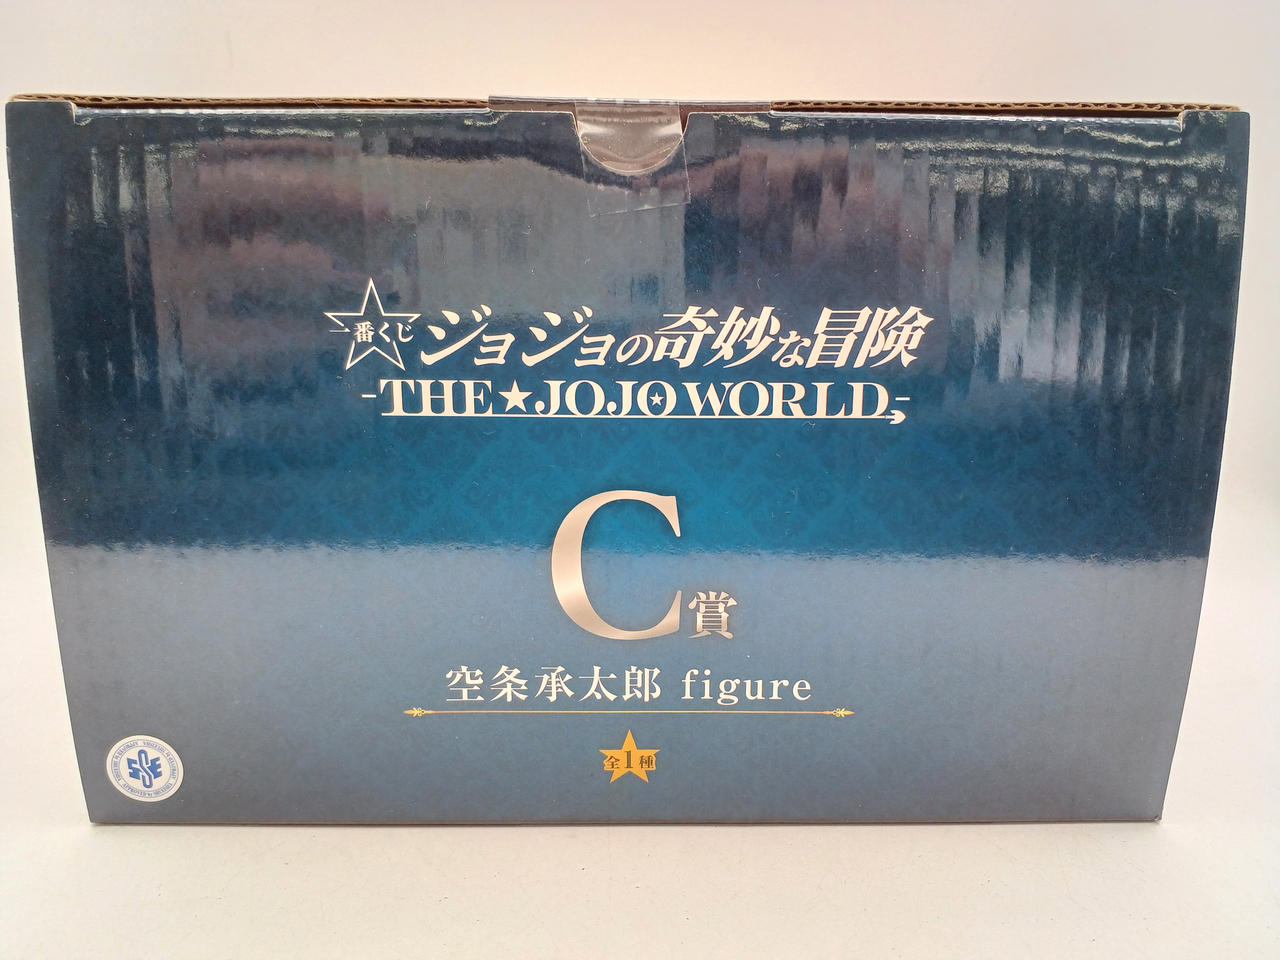 一番くじ ジョジョの奇妙な冒険
-THE★JOJO WORLD-
C賞
空条承太郎 figure
全1種